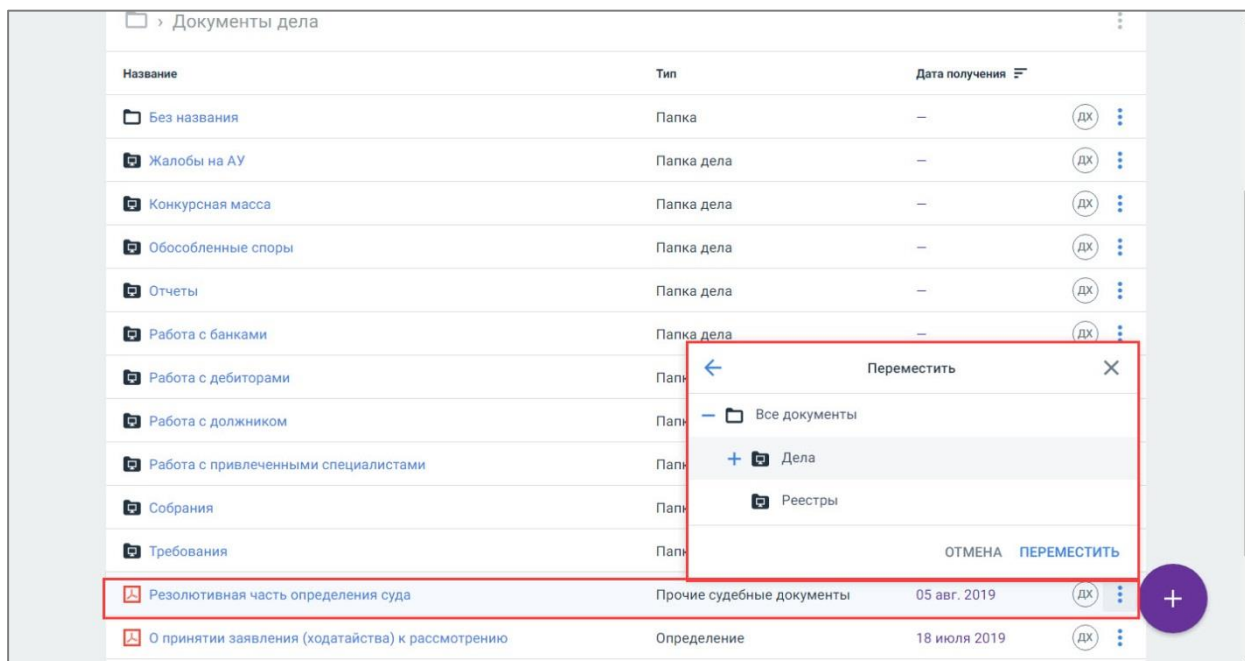 › Документы дела
Название Тип Дата получения
Без названия Папка – ДХ
Жалобы на АУ Папка дела – ДХ
Конкурсная масса Папка дела – ДХ
Обособленные споры Папка дела – ДХ
Отчеты Папка дела – ДХ
Работа с банками Папка дела – ДХ
Работа с дебиторами
Работа с должником
Работа с привлеченными специалистами
Собрания
Требования
Переместить
Все документы
Дела
Реестры
ОТМЕНА ПЕРЕМЕСТИТЬ
Резолютивная часть определения суда Прочие судебные документы 05 авг. 2019 ДХ
О принятии заявления (ходатайства) к рассмотрению Определение 18 июля 2019 ДХ